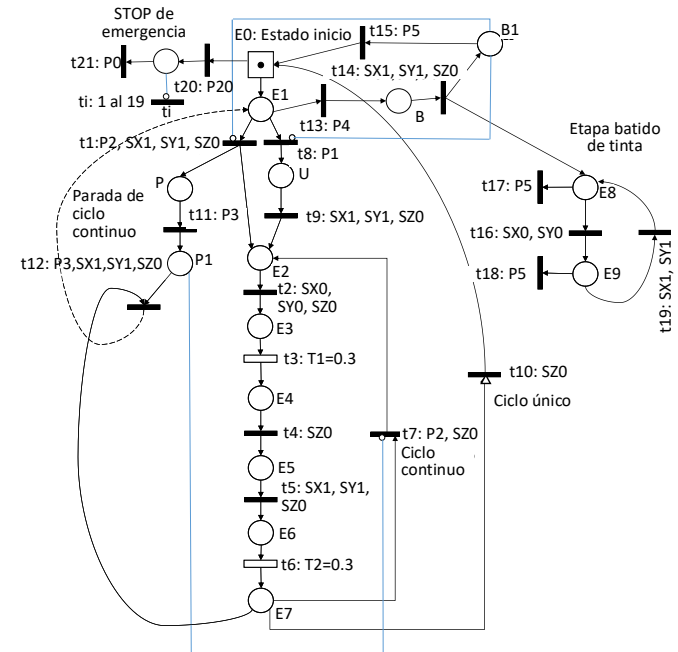 STOP de
emergencia
E0: Estado inicio
t15: P5
B1
t21: P0
t20: P20
t14: SX1, SY1, SZ0
ti: 1 al 19
ti
E1
t13: P4
B
t1:P2, SX1, SY1, SZ0
t8: P1
Etapa batido
de tinta
P
U
t17: P5
E8
Parada de
ciclo
continuo
t11: P3
t9: SX1, SY1, SZ0
t16: SX0, SY0
t12: P3,SX1,SY1,SZ0
P1
E2
t18: P5
E9
t19: SX1, SY1
t2: SX0,
SY0, SZ0
E3
t3: T1=0.3
t10: SZ0
E4
Ciclo único
t4: SZ0
t7: P2, SZ0
Ciclo
continuo
E5
t5: SX1, SY1,
SZ0
E6
t6: T2=0.3
E7